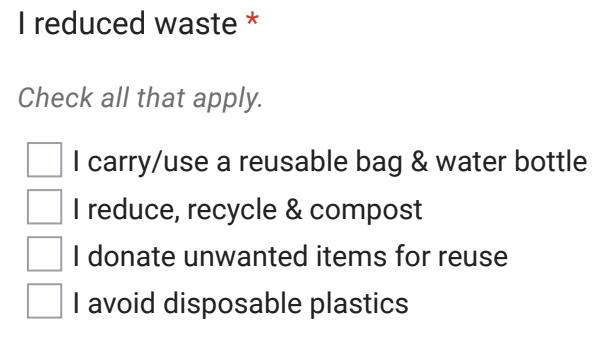 I reduced waste *
Check all that apply.
I carry/use a reusable bag & water bottle
I reduce, recycle & compost
I donate unwanted items for reuse
I avoid disposable plastics